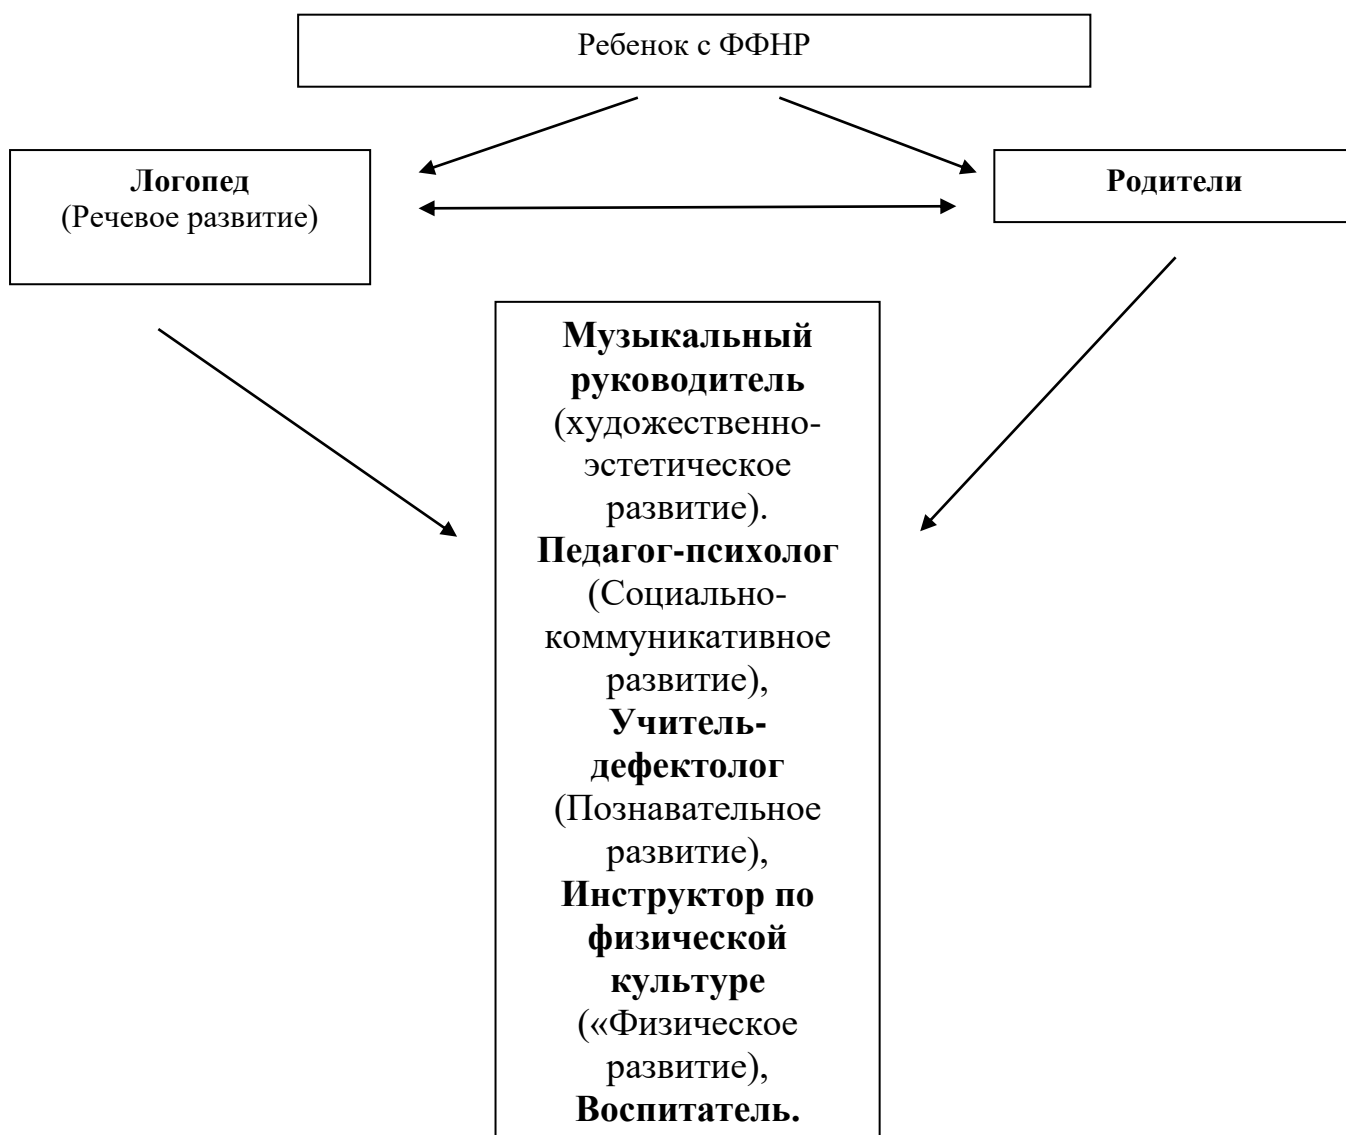 Ребенок с ФФНР
Логопед
(Речевое развитие)
Родители
Музыкальный
руководитель
(художественно-
эстетическое
развитие).
Педагог-психолог
(Социально-
коммуникативное
развитие),
Учитель-
дефектолог
(Познавательное
развитие),
Инструктор по
физической
культуре
(«Физическое
развитие),
Воспитатель.